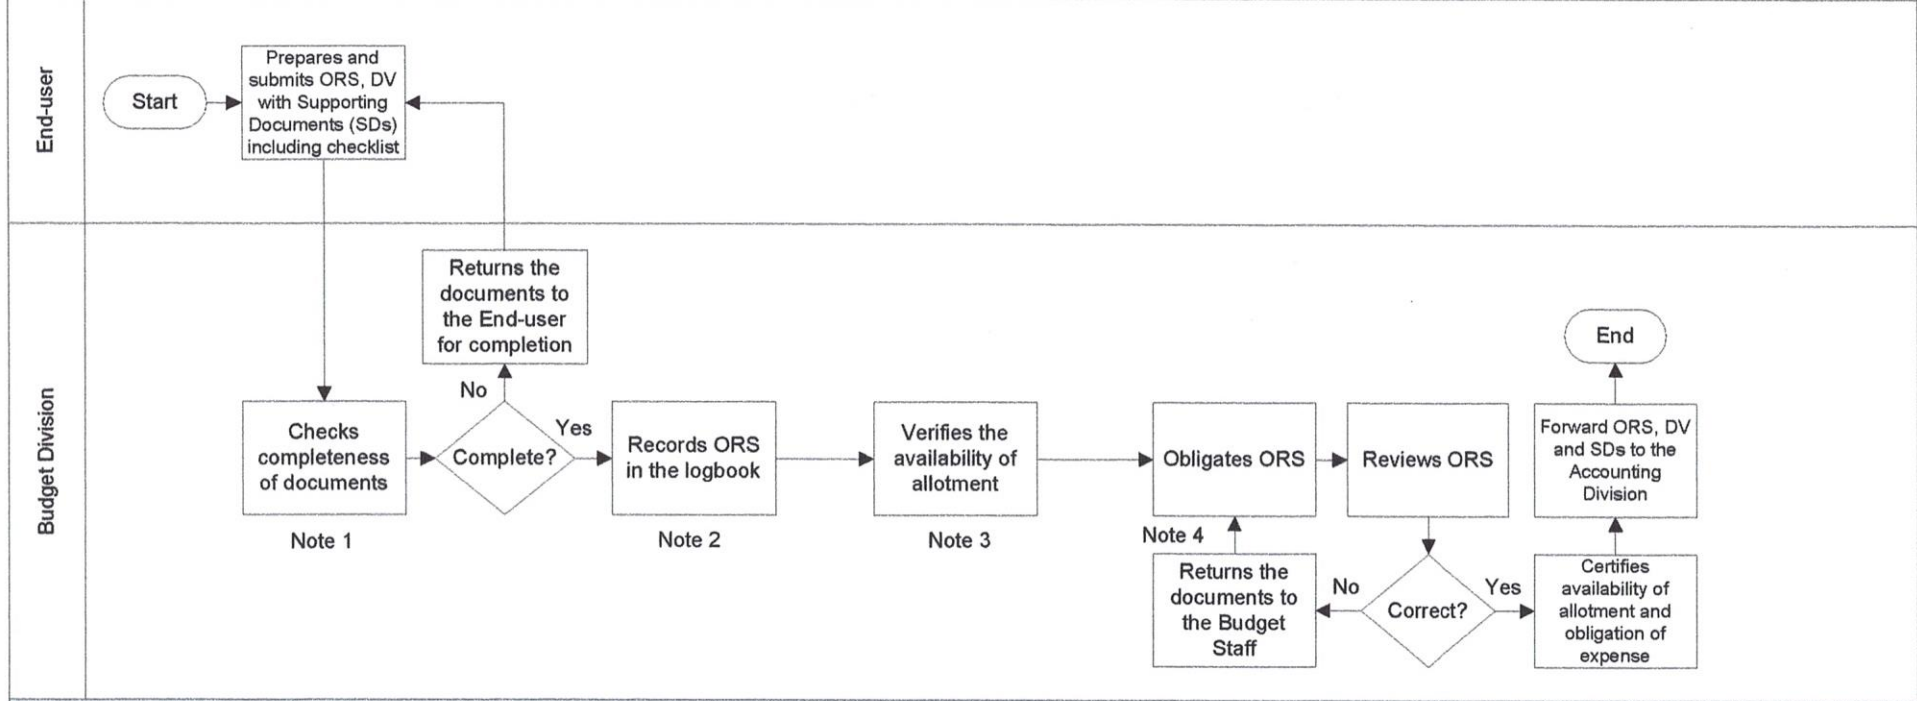 End-user
Start
Prepares and
submits ORS, DV
with Supporting
Documents (SDs)
including checklist
Budget Division
Returns the
documents to
the End-user
for completion
No
Checks
completeness
of documents
Note 1
Complete?
Yes
Records ORS
in the logbook
Note 2
Verifies the
availability of
allotment
Note 3
Obligates ORS
Note 4
Reviews ORS
Correct?
No
Returns the
documents to
the Budget
Staff
Yes
Certifies
availability of
allotment and
obligation of
expense
Forward ORS, DV
and SDs to the
Accounting
Division
End